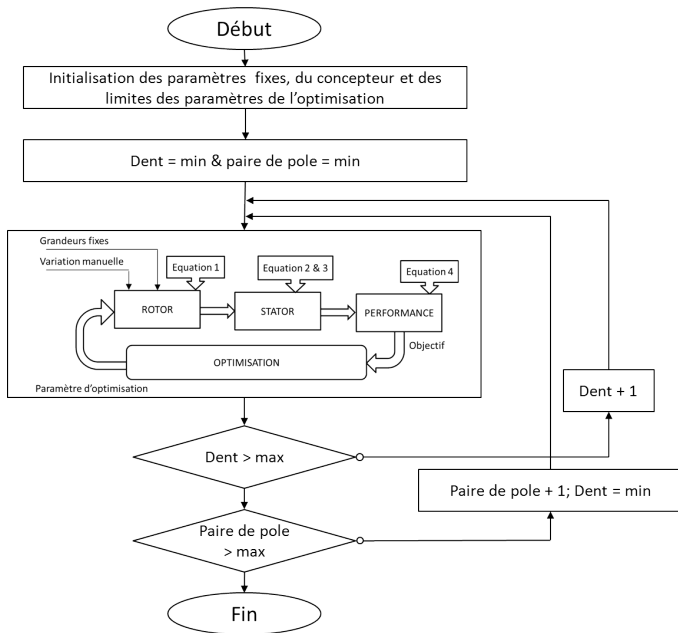 Début
Initialisation des paramètres fixes, du concepteur et des
limites des paramètres de l’optimisation
Dent = min & paire de pole = min
Grandeurs fixes
Variation manuelle
Equation 1
Equation 2 & 3
Equation 4
ROTOR
STATOR
PERFORMANCE
Objectif
OPTIMISATION
Paramètre d’optimisation
Dent + 1
Dent > max
Paire de pole + 1; Dent = min
Paire de pole
> max
Fin